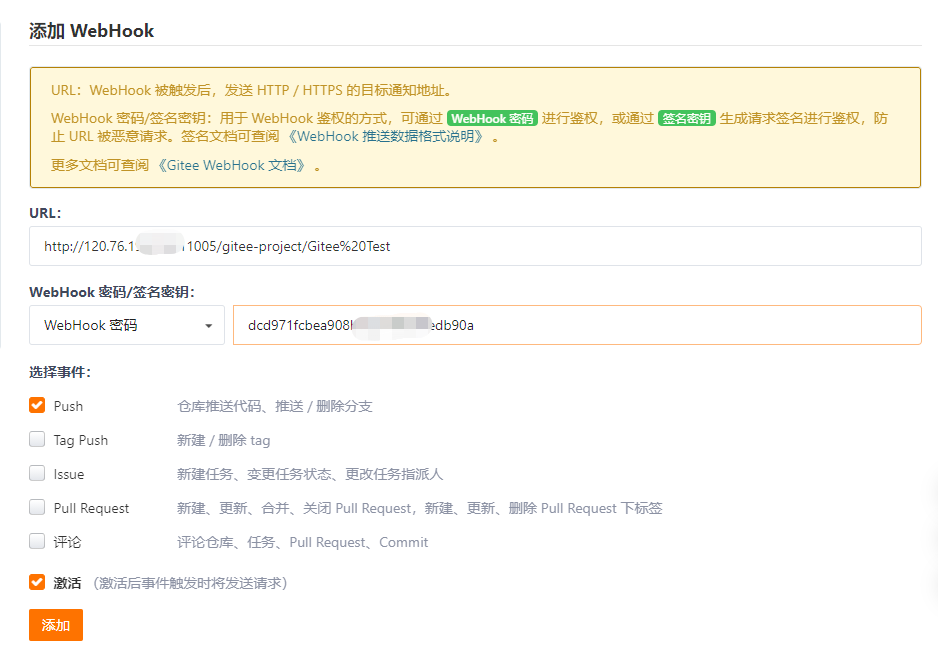 添加 WebHook
URL：WebHook 被触发后，发送 HTTP / HTTPS 的目标通知地址。
WebHook 密码/签名密钥：用于 WebHook 鉴权的方式，可通过 WebHook 密码 进行鉴权，或通过 签名密钥 生成请求签名进行鉴权，防
止 URL 被恶意请求。签名文档可查阅 《WebHook 推送数据格式说明》 。
更多文档可查阅 《Gitee WebHook 文档》 。
URL：
http://120.76.1 1005/gitee-project/Gitee%20Test
WebHook 密码/签名密钥：
WebHook 密码 dcd971fcbea908 edb90a
选择事件：
Push 仓库推送代码、推送 / 删除分支
Tag Push 新建 / 删除 tag
Issue 新建任务、变更任务状态、更改任务指派人
Pull Request 新建、更新、合并、关闭 Pull Request，新建、更新、删除 Pull Request 下标签
评论 评论仓库、任务、Pull Request、Commit
激活 （激活后事件触发时将发送请求）
添加